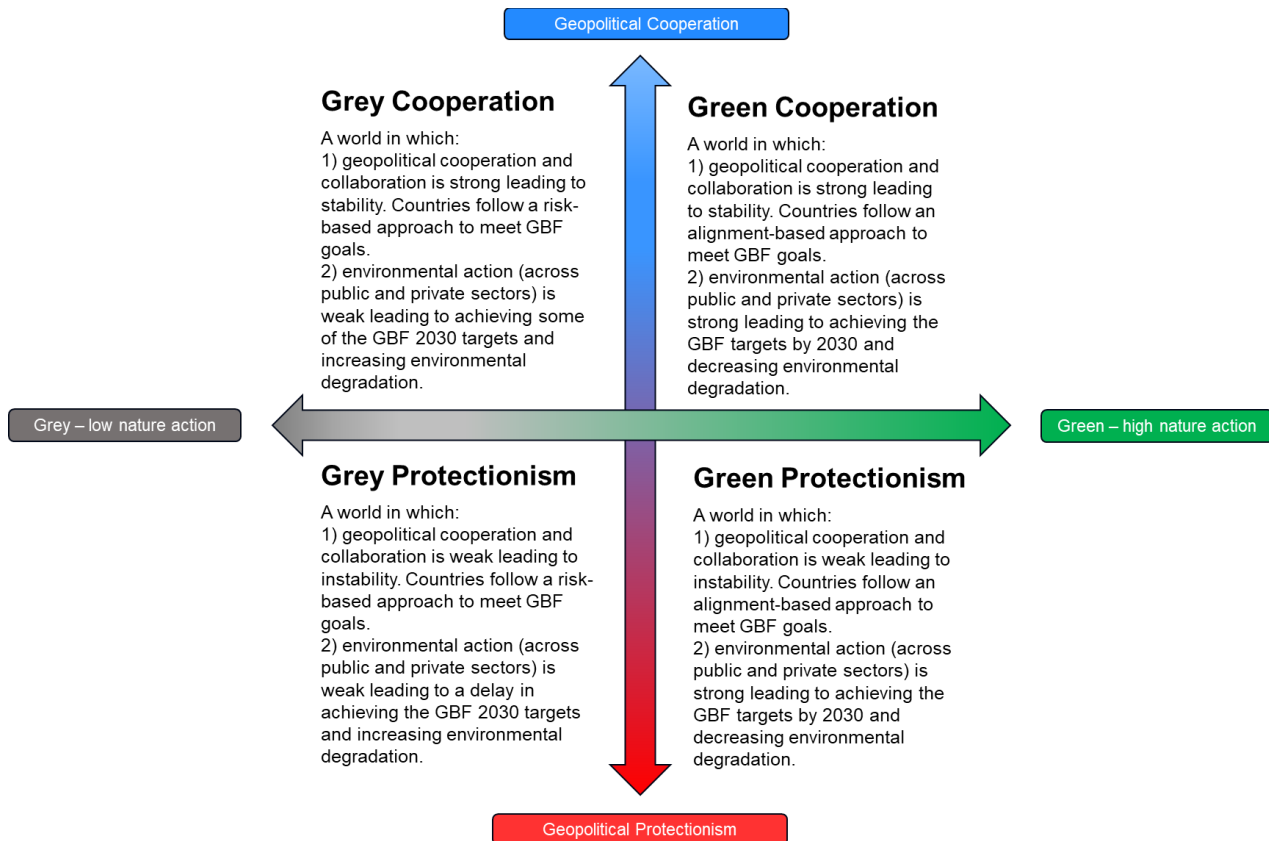 Geopolitical Cooperation
Grey Cooperation
A world in which:
1) geopolitical cooperation and
collaboration is strong leading to
stability. Countries follow a risk-
based approach to meet GBF
goals.
2) environmental action (across
public and private sectors) is
weak leading to achieving some
of the GBF 2030 targets and
increasing environmental
degradation.
Green Cooperation
A world in which:
1) geopolitical cooperation and
collaboration is strong leading
to stability. Countries follow an
alignment-based approach to
meet GBF goals.
2) environmental action (across
public and private sectors) is
strong leading to achieving the
GBF targets by 2030 and
decreasing environmental
degradation.
Grey – low nature action
Green – high nature action
Grey Protectionism
A world in which:
1) geopolitical cooperation and
collaboration is weak leading to
instability. Countries follow a risk-
based approach to meet GBF
goals.
2) environmental action (across
public and private sectors) is
weak leading to a delay in
achieving the GBF 2030 targets
and increasing environmental
degradation.
Green Protectionism
A world in which:
1) geopolitical cooperation and
collaboration is weak leading to
instability. Countries follow an
alignment-based approach to
meet GBF goals.
2) environmental action (across
public and private sectors) is
strong leading to achieving the
GBF targets by 2030 and
decreasing environmental
degradation.
Geopolitical Protectionism